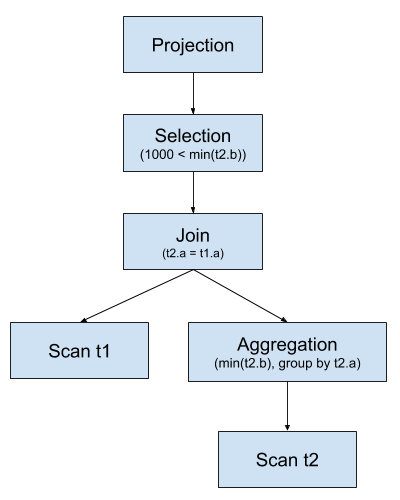 Projection
Selection
(1000 < min(t2.b))
Join
(t2.a = t1.a)
Scan t1
Aggregation
(min(t2.b), group by t2.a)
Scan t2